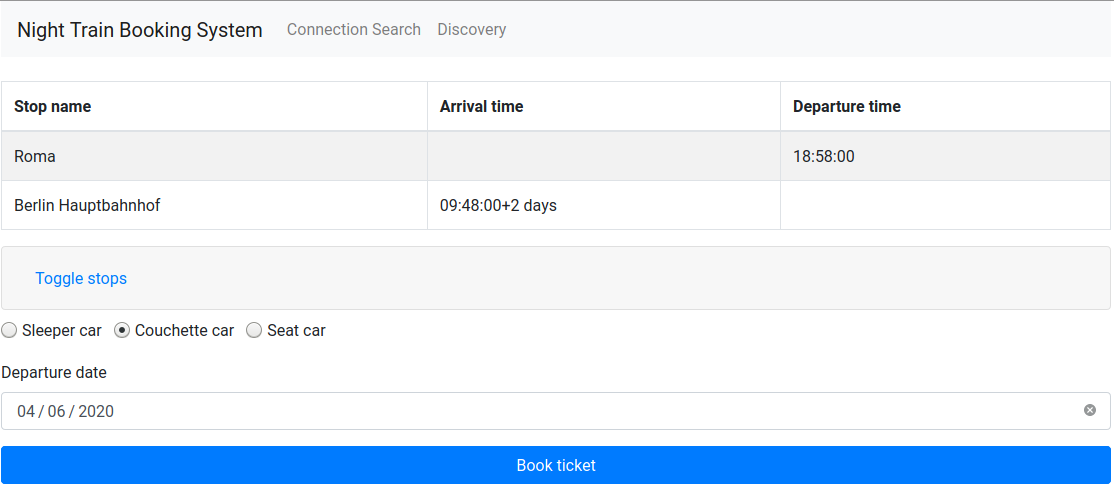 Night Train Booking System Connection Search Discovery
Stop name Arrival time Departure time
Roma 18:58:00
Berlin Hauptbahnhof 09:48:00+2 days
Toggle stops
Sleeper car Couchette car Seat car
Departure date
04 / 06 / 2020
Book ticket